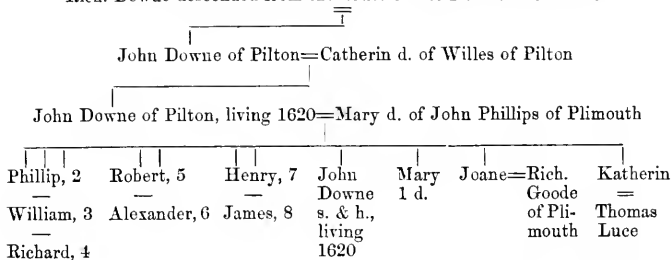 John Downe of Pilton=Catherin d. of Willes of Pilton
John Downe of Pilton, living 1620=Mary d. of John Phillips of Plimouth
Phillip, 2 Robert, 5 Henry, 7 John Mary Joane=Rich. Katherin
— — — Downe 1 d. Goode =
William, 3 Alexander, 6 James, 8 s. & h., of Pli- Thomas
— living mouth Luce
Richard, 4 1620